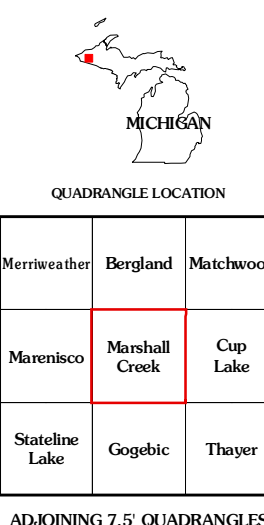 MICHIGAN
QUADRANGLE LOCATION
Merriweather Bergland Matchwoo
Marenisco Marshall Creek Cup Lake
Stateline Lake Gogebic Thayer
ADJOINING 7.5' QUADRANGLES